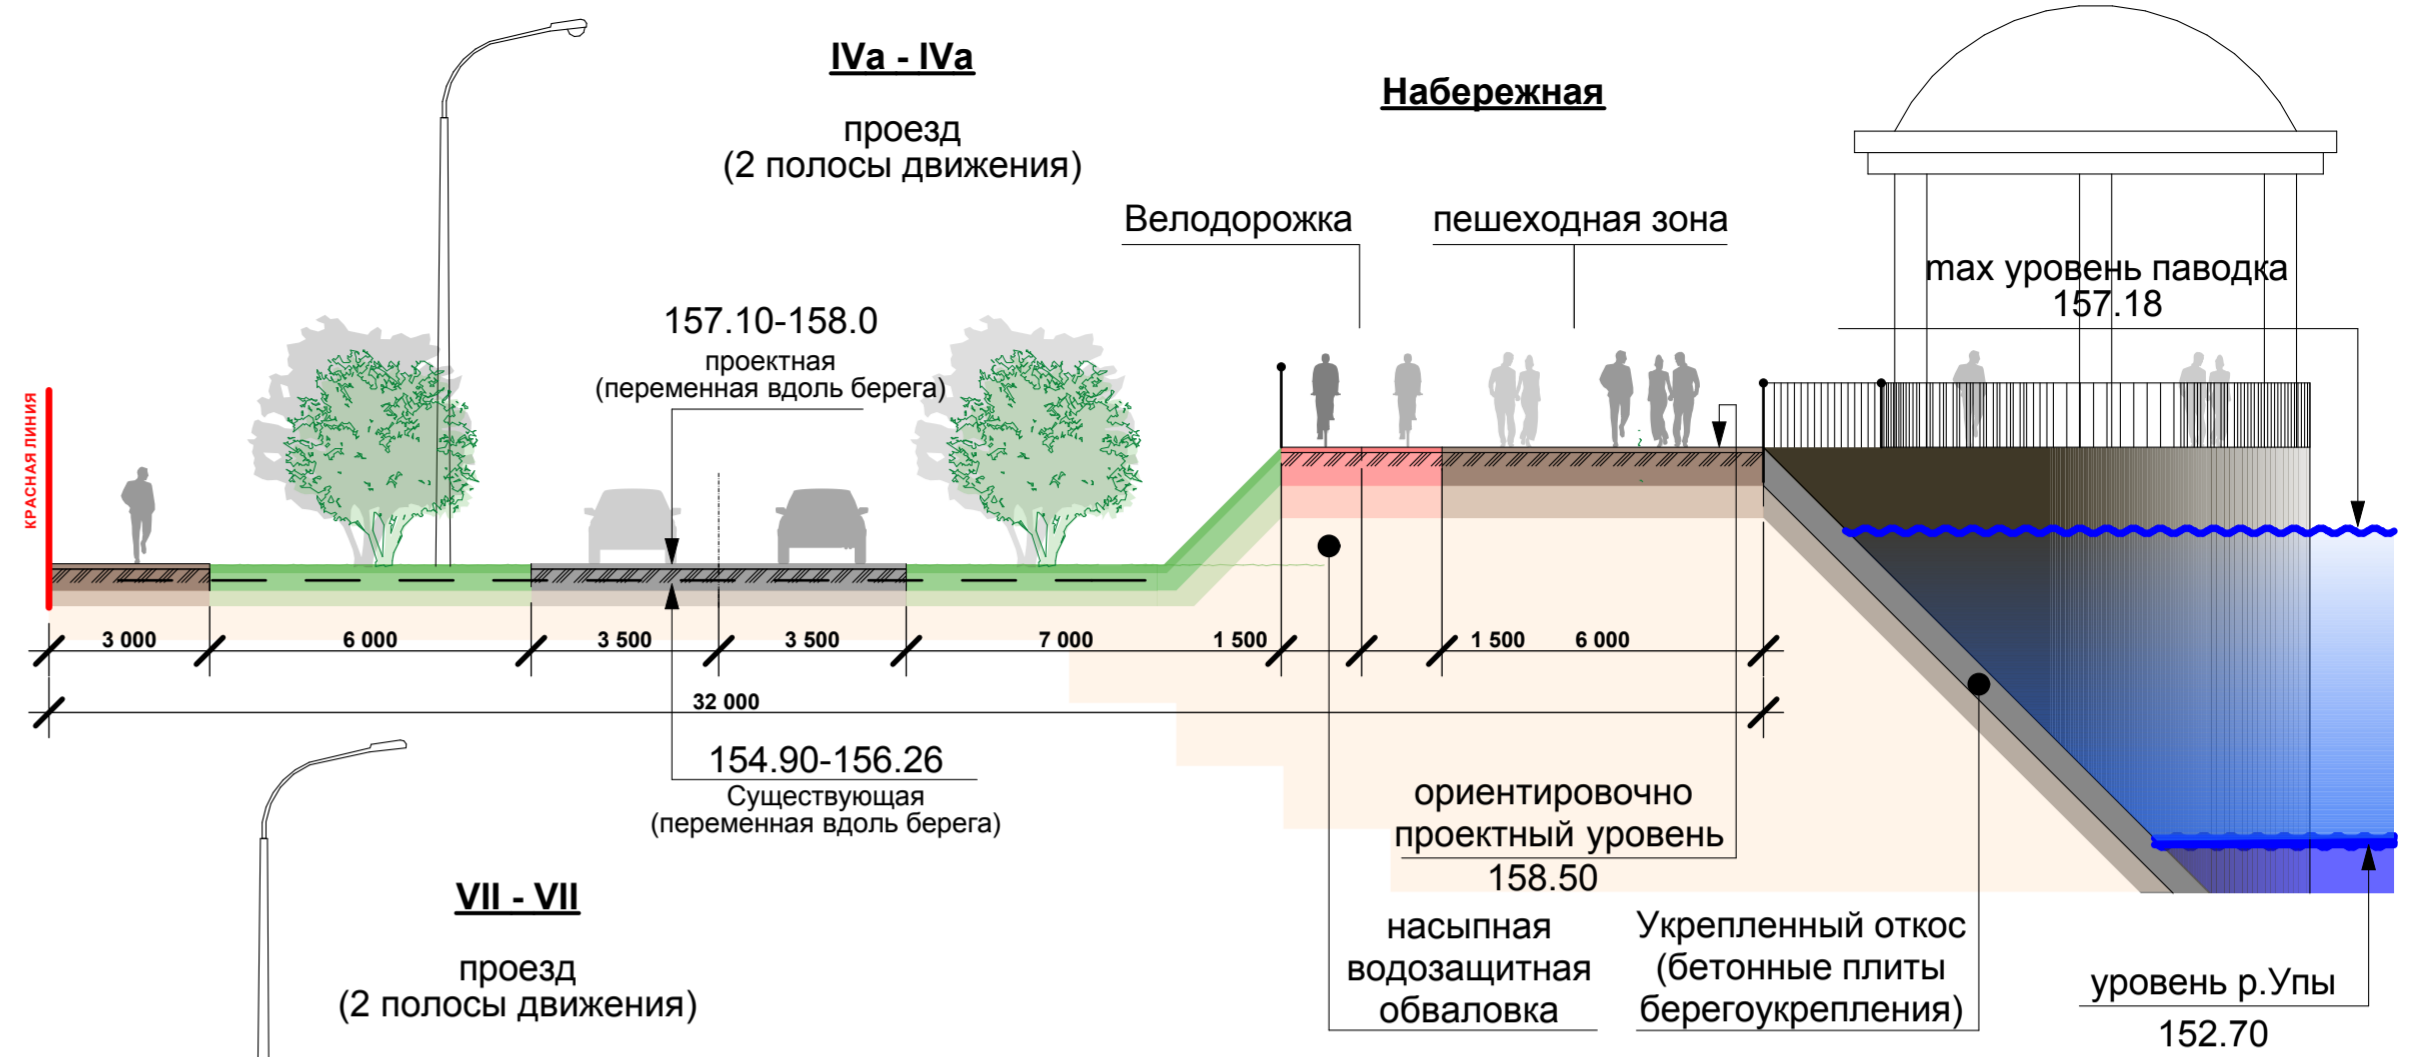 IVa - IVa
проезд
(2 полосы движения)
Набережная
Велодорожка
пешеходная зона
max уровень паводка
157.18
157.10-158.0
проектная
(переменная вдоль берега)
КРАСНАЯ ЛИНИЯ
3 000
6 000
3 500
3 500
7 000
1 500
1 500
6 000
32 000
154.90-156.26
Существующая
(переменная вдоль берега)
ориентировочно
проектный уровень
158.50
насыпная
водозащитная
обваловка
Укрепленный откос
(бетонные плиты
берегоукрепления)
уровень р.Упы
152.70
VII - VII
проезд
(2 полосы движения)